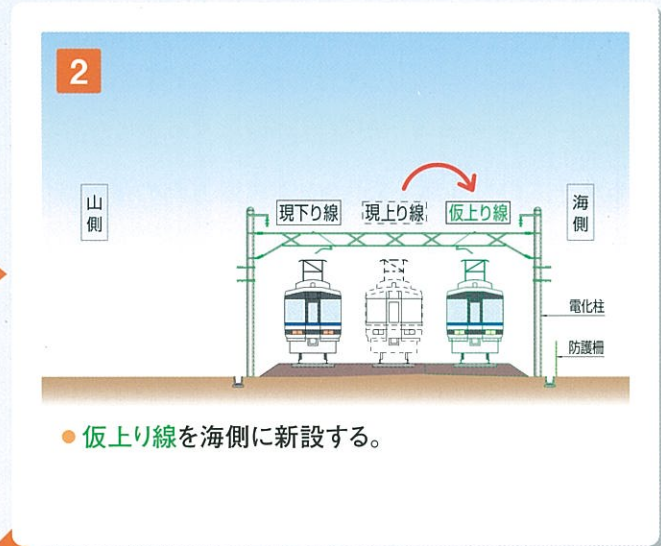 2
山側
海側
現下り線
現上り線
仮上り線
電化柱
防護柵
● 仮上り線を海側に新設する。